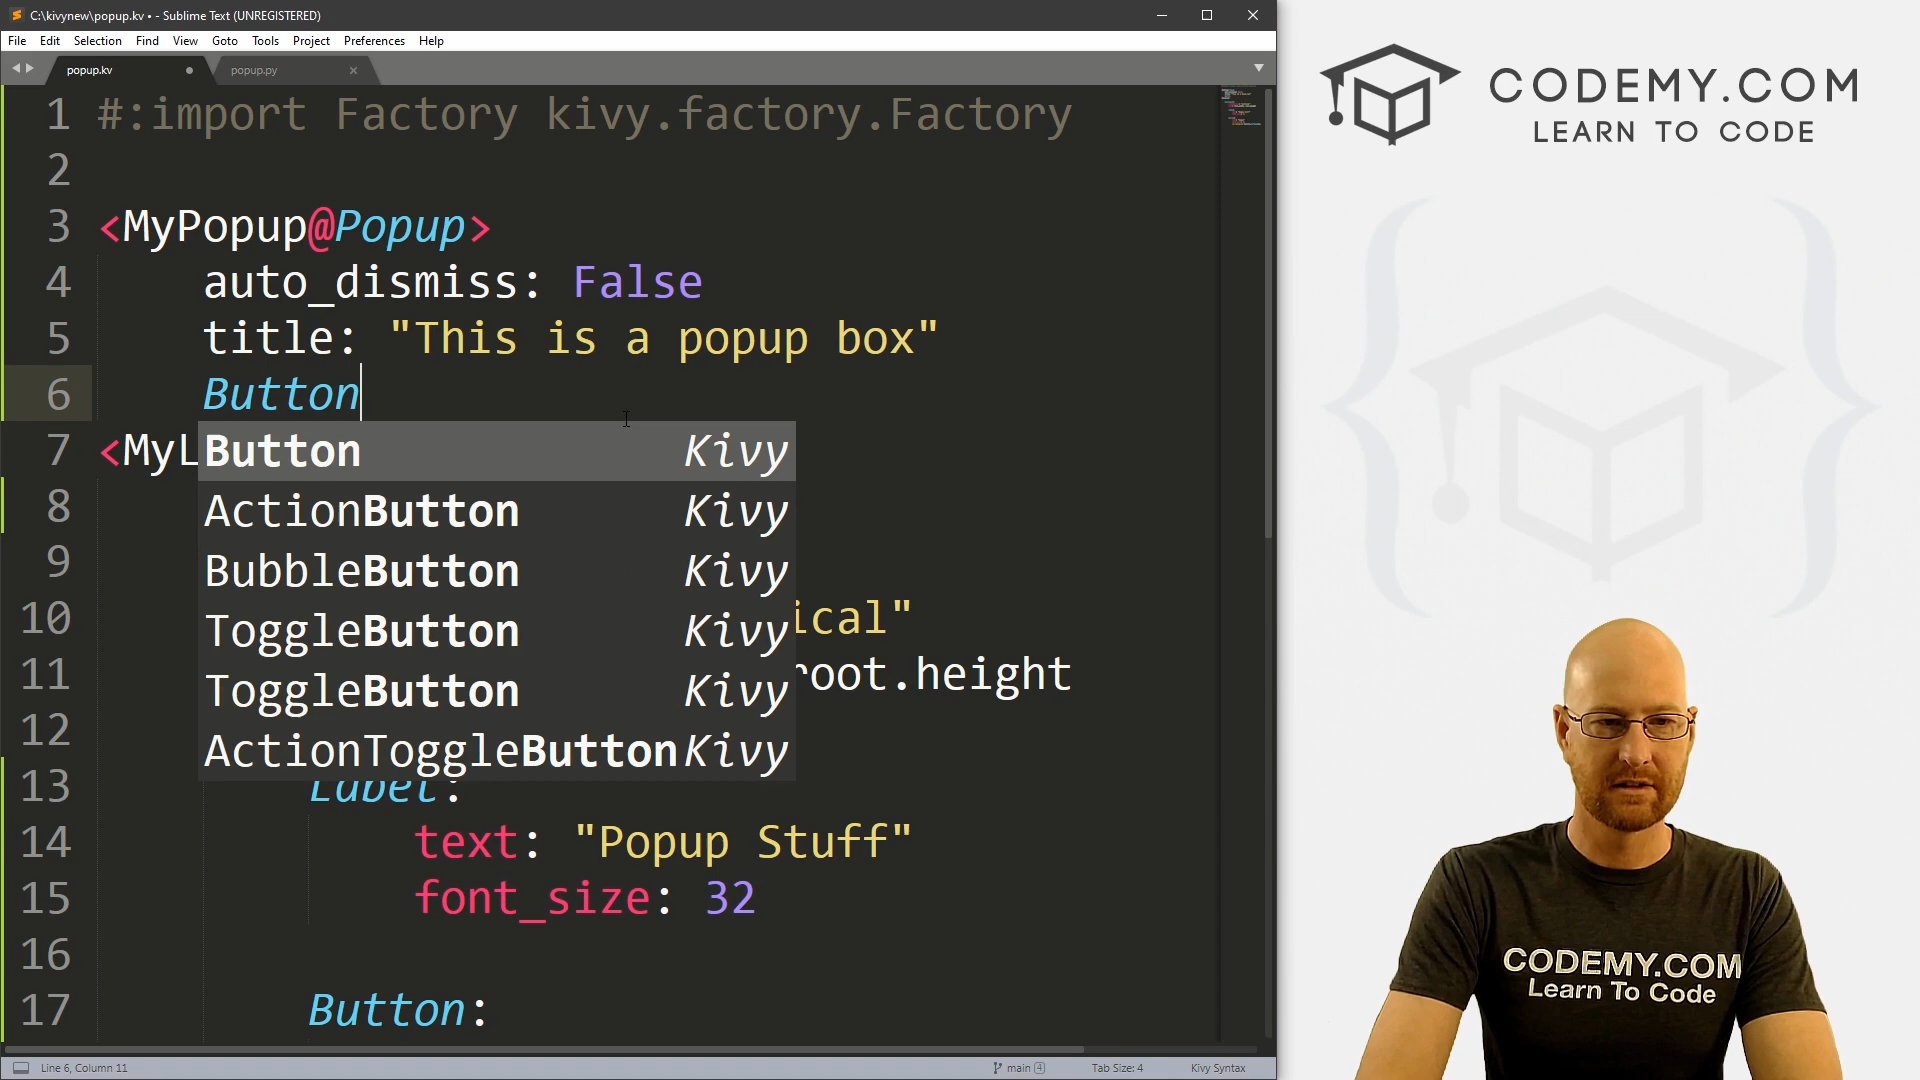 C:\kivynew\popup.kv • - Sublime Text (UNREGISTERED)
File Edit Selection Find View Goto Tools Project Preferences Help
popup.kv popup.py
1 #:import Factory kivy.factory.Factory
2
3 <MyPopup@Popup>
4 auto_dismiss: False
5 title: "This is a popup box"
6 Button
7 <MyL
Button Kivy
8 ActionButton Kivy
9 BubbleButton Kivy
10 ical"
ToggleButton Kivy
11 root.height
ToggleButton Kivy
12
ActionToggleButton Kivy
13 Label:
14 text: "Popup Stuff"
15 font_size: 32
16
17 Button:
Line 6, Column 11 main 4 Tab Size: 4 Kivy Syntax
CODEMY.COM
LEARN TO CODE
CODEMY.COM
Learn To Code